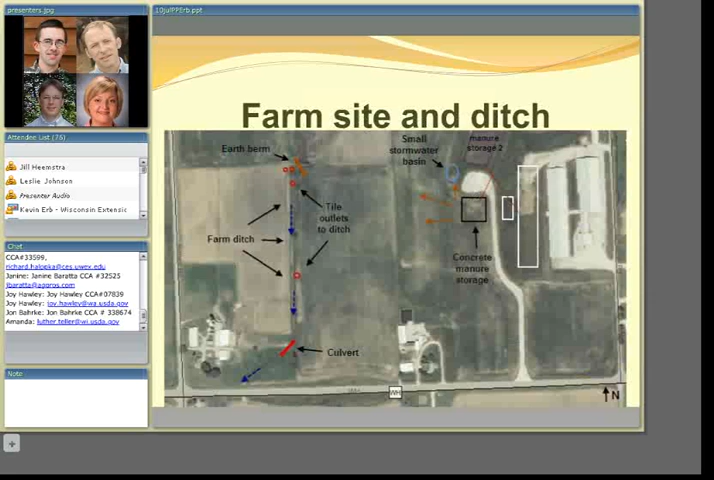 presenters.jpg
Attendee List (75)
Jill Heemstra
Leslie Johnson
Presenter Audio
Kevin Erb - Wisconsin Extensic
Chat
CCA#33599,
richard.halopka@ces.uwex.edu
Janine: Janine Baratta CCA #32525
jbaratta@aggros.com
Joy Hawley: Joy Hawley CCA#07839
Joy Hawley: joy.hawley@wa.usda.gov
Jon Bahrke: Jon Bahrke CCA # 338674
Amanda: luther.teller@wi.usda.gov
Note
10julPPErb.ppt
Farm site and ditch
Earth berm
Small
stormwater
basin
manure
storage 2
Tile
outlets
to ditch
Farm ditch
Concrete
manure
storage
Culvert
WH
N